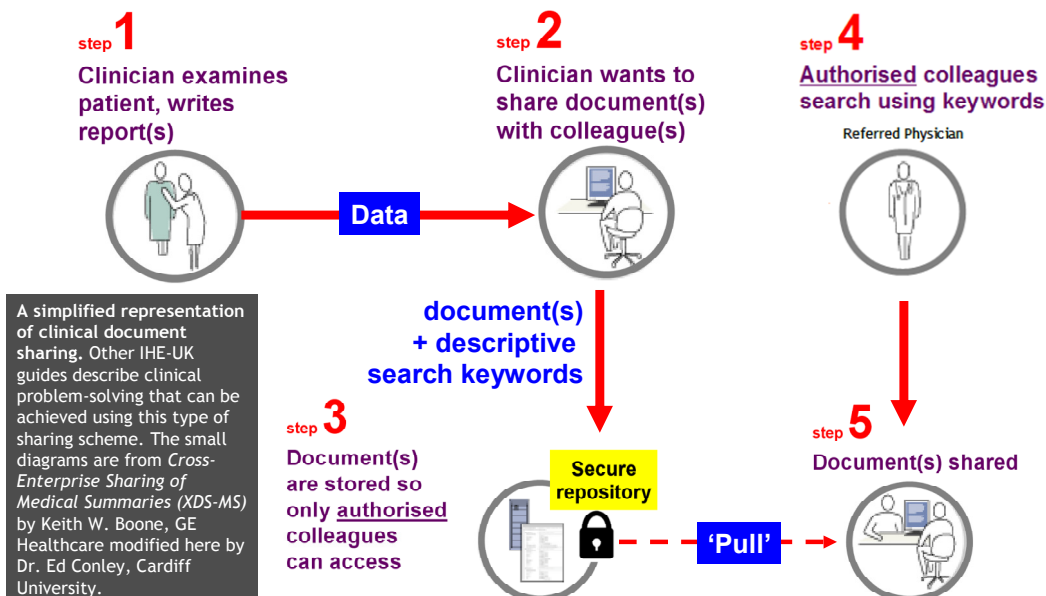 step 1
Clinician examines
patient, writes
report(s)
step 2
Clinician wants to
share document(s)
with colleague(s)
step 4
Authorised colleagues
search using keywords
Referred Physician
Data
A simplified representation
of clinical document
sharing. Other IHE-UK
guides describe clinical
problem-solving that can be
achieved using this type of
sharing scheme. The small
diagrams are from Cross-
Enterprise Sharing of
Medical Summaries (XDS-MS)
by Keith W. Boone, GE
Healthcare modified here by
Dr. Ed Conley, Cardiff
University.
document(s)
+ descriptive
search keywords
step 3
Document(s)
are stored so
only authorised
colleagues
can access
Secure
repository
‘Pull’
step 5
Document(s) shared